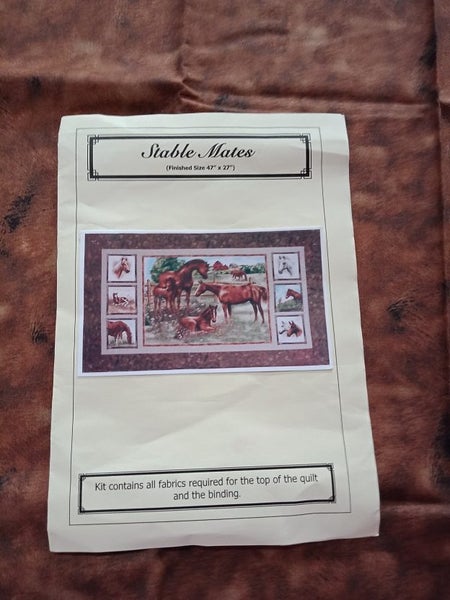 Stable Mates
(Finished Size 47" x 27")
Kit contains all fabrics required for the top of the quilt
and the binding.